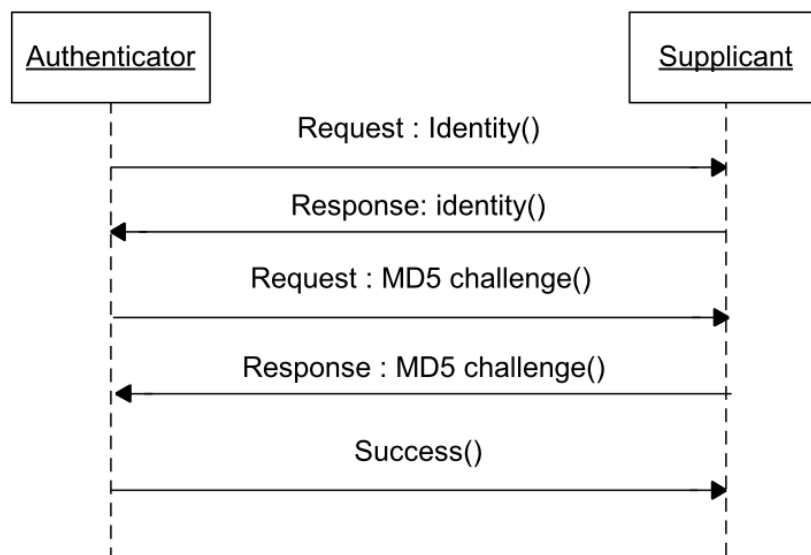 Authenticator
Supplicant
Request : Identity()
Response: identity()
Request : MD5 challenge()
Response : MD5 challenge()
Success()